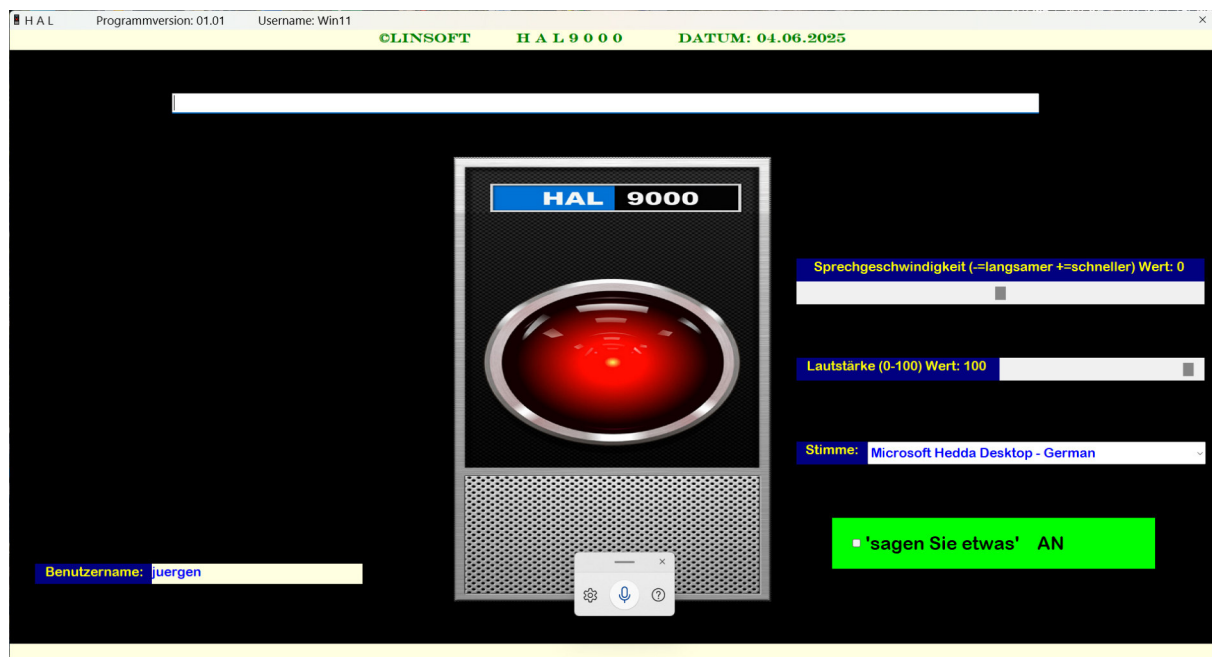 H A L Programmversion: 01.01 Username: Win11
©LINSOFT H A L 9 0 0 0 DATUM: 04.06.2025
HAL 9000
Sprechgeschwindigkeit (-=langsamer +=schneller) Wert: 0
Lautstärke (0-100) Wert: 100
Stimme: Microsoft Hedda Desktop - German
'sagen Sie etwas' AN
Benutzername: juergen